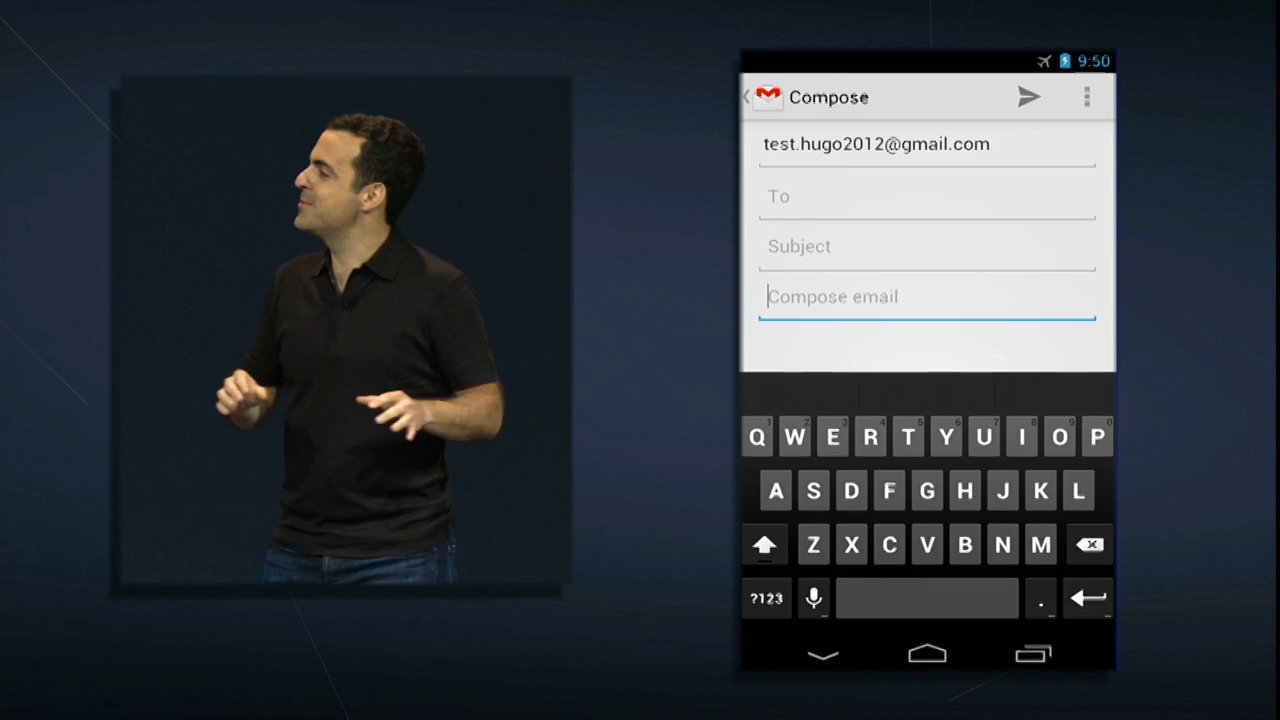 9:50
Compose
test.hugo2012@gmail.com
To
Subject
Compose email
Q W E R T Y U I O P
A S D F G H J K L
Z X C V B N M
?123 .